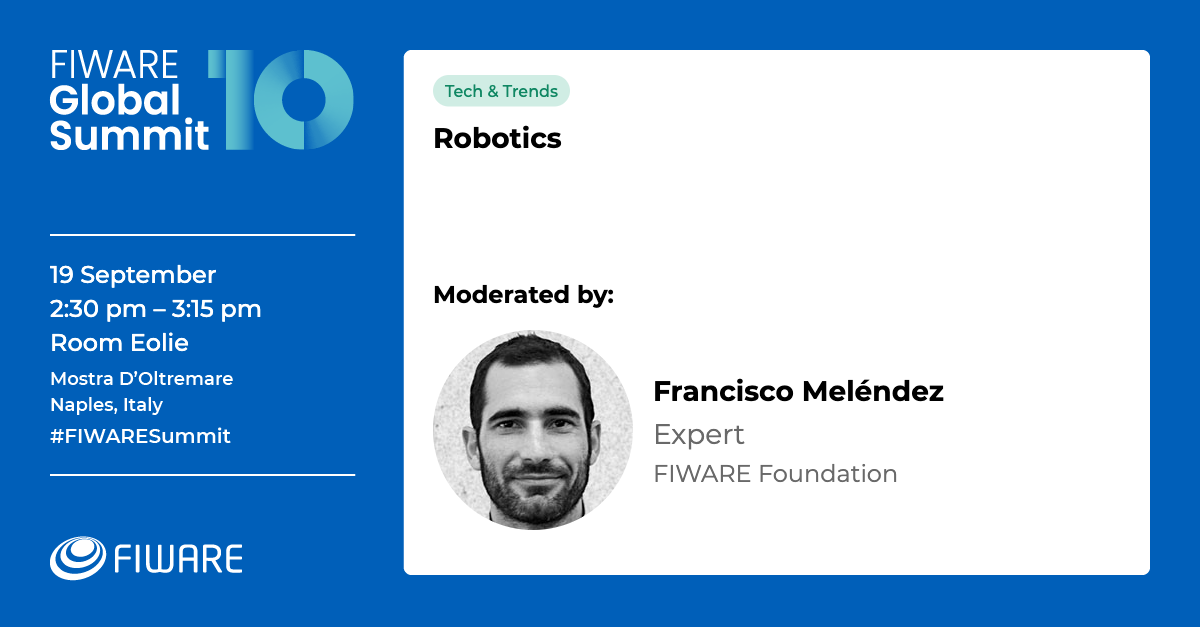 FIWARE
Global
Summit
10
19 September
2:30 pm – 3:15 pm
Room Eolie
Mostra D’Oltremare
Naples, Italy
#FIWARESummit
FIWARE
Tech & Trends
Robotics
Moderated by:
Francisco Meléndez
Expert
FIWARE Foundation